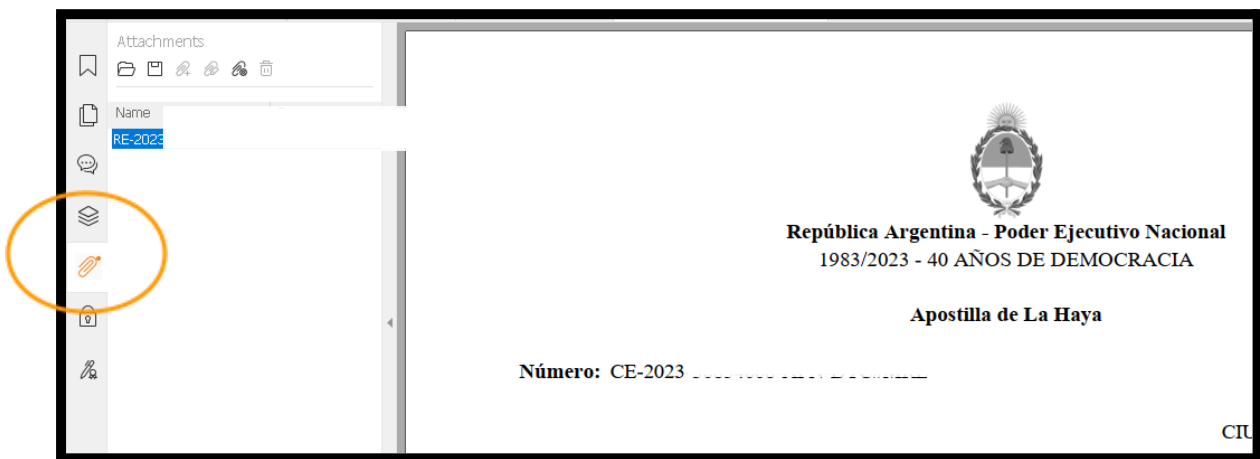 Attachments
Name
RE-2023
República Argentina - Poder Ejecutivo Nacional
1983/2023 - 40 AÑOS DE DEMOCRACIA
Apostilla de La Haya
Número: CE-2023